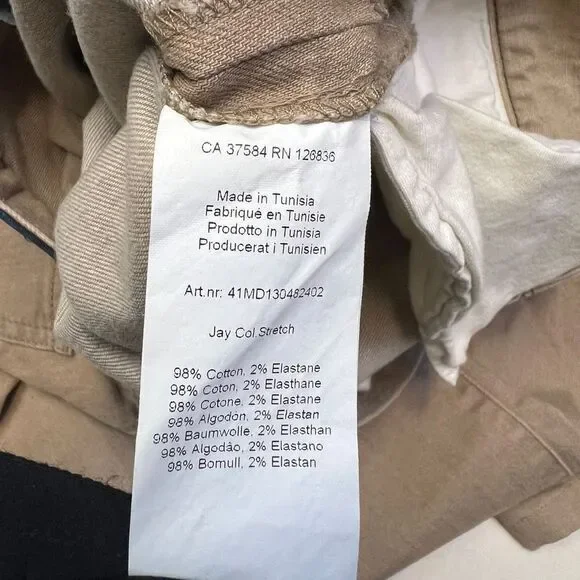 CA 37584 RN 126836
Made in Tunisia
Fabriqué en Tunisie
Prodotto in Tunisia
Producerat i Tunisien
Art.nr: 41MD130482402
Jay Col.Stretch
98% Cotton, 2% Elastane
98% Coton, 2% Elasthane
98% Cotone, 2% Elastane
98% Algodón, 2% Elastan
98% Baumwolle, 2% Elasthan
98% Algodão, 2% Elastano
98% Bomull, 2% Elastan